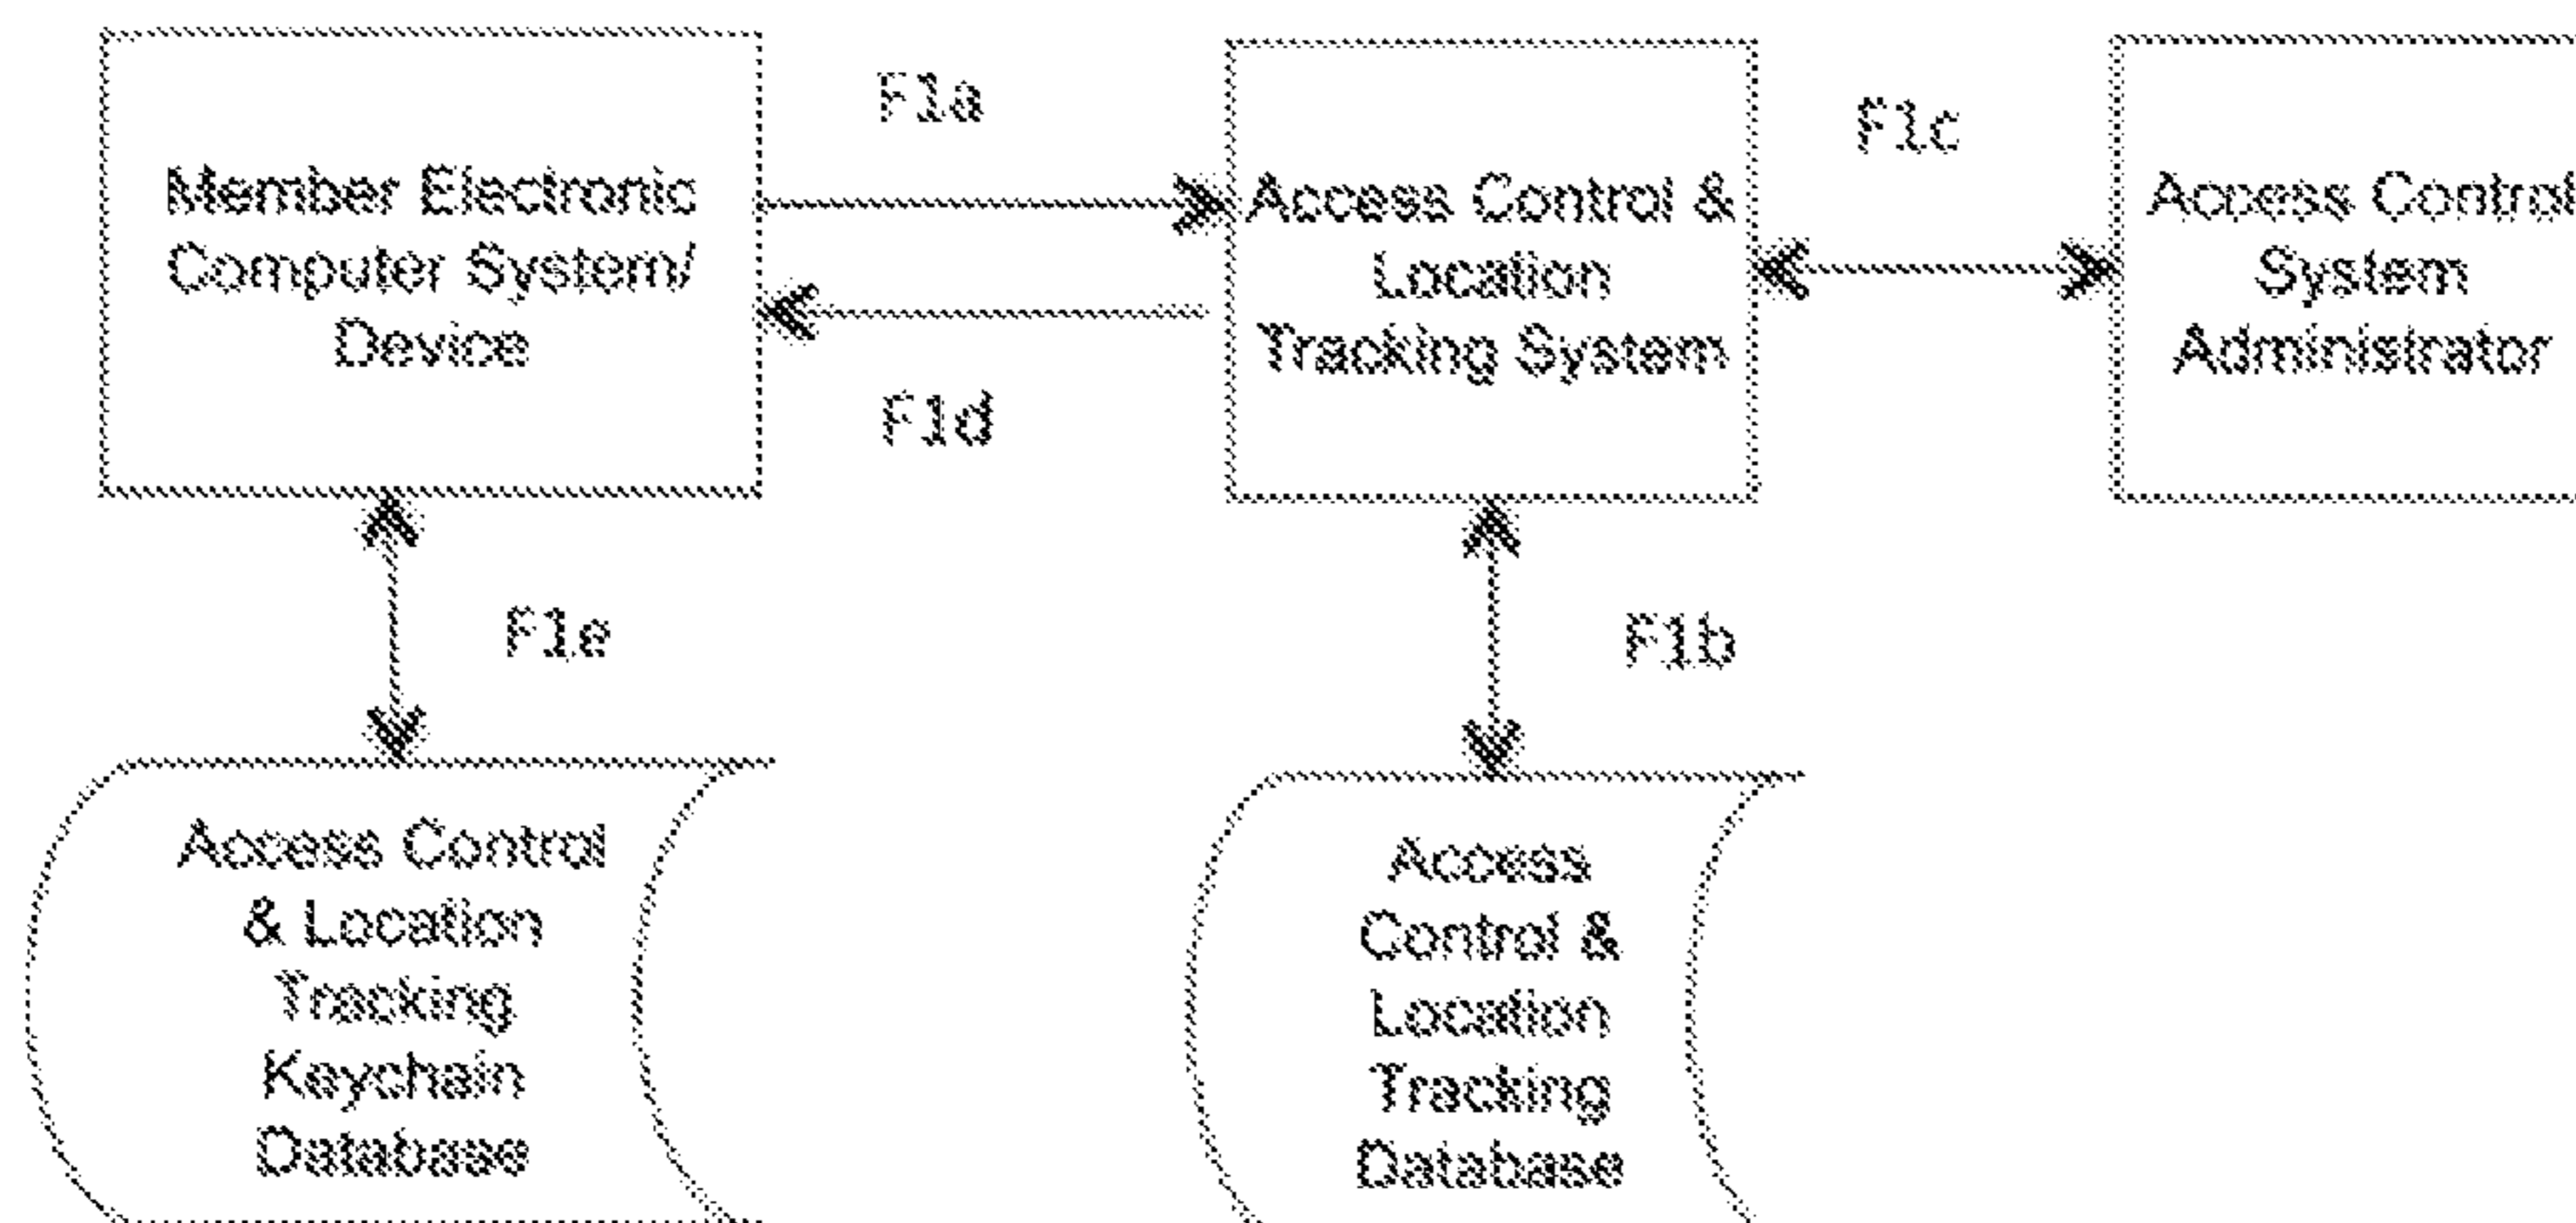 F1a
F1c
Member Electronic
Computer System/
Device
Access Control &
Location
Tracking System
Access Control
System
Administrator
F1d
F1e
F1b
Access Control
& Location
Tracking
Keychain
Database
Access
Control &
Location
Tracking
Database